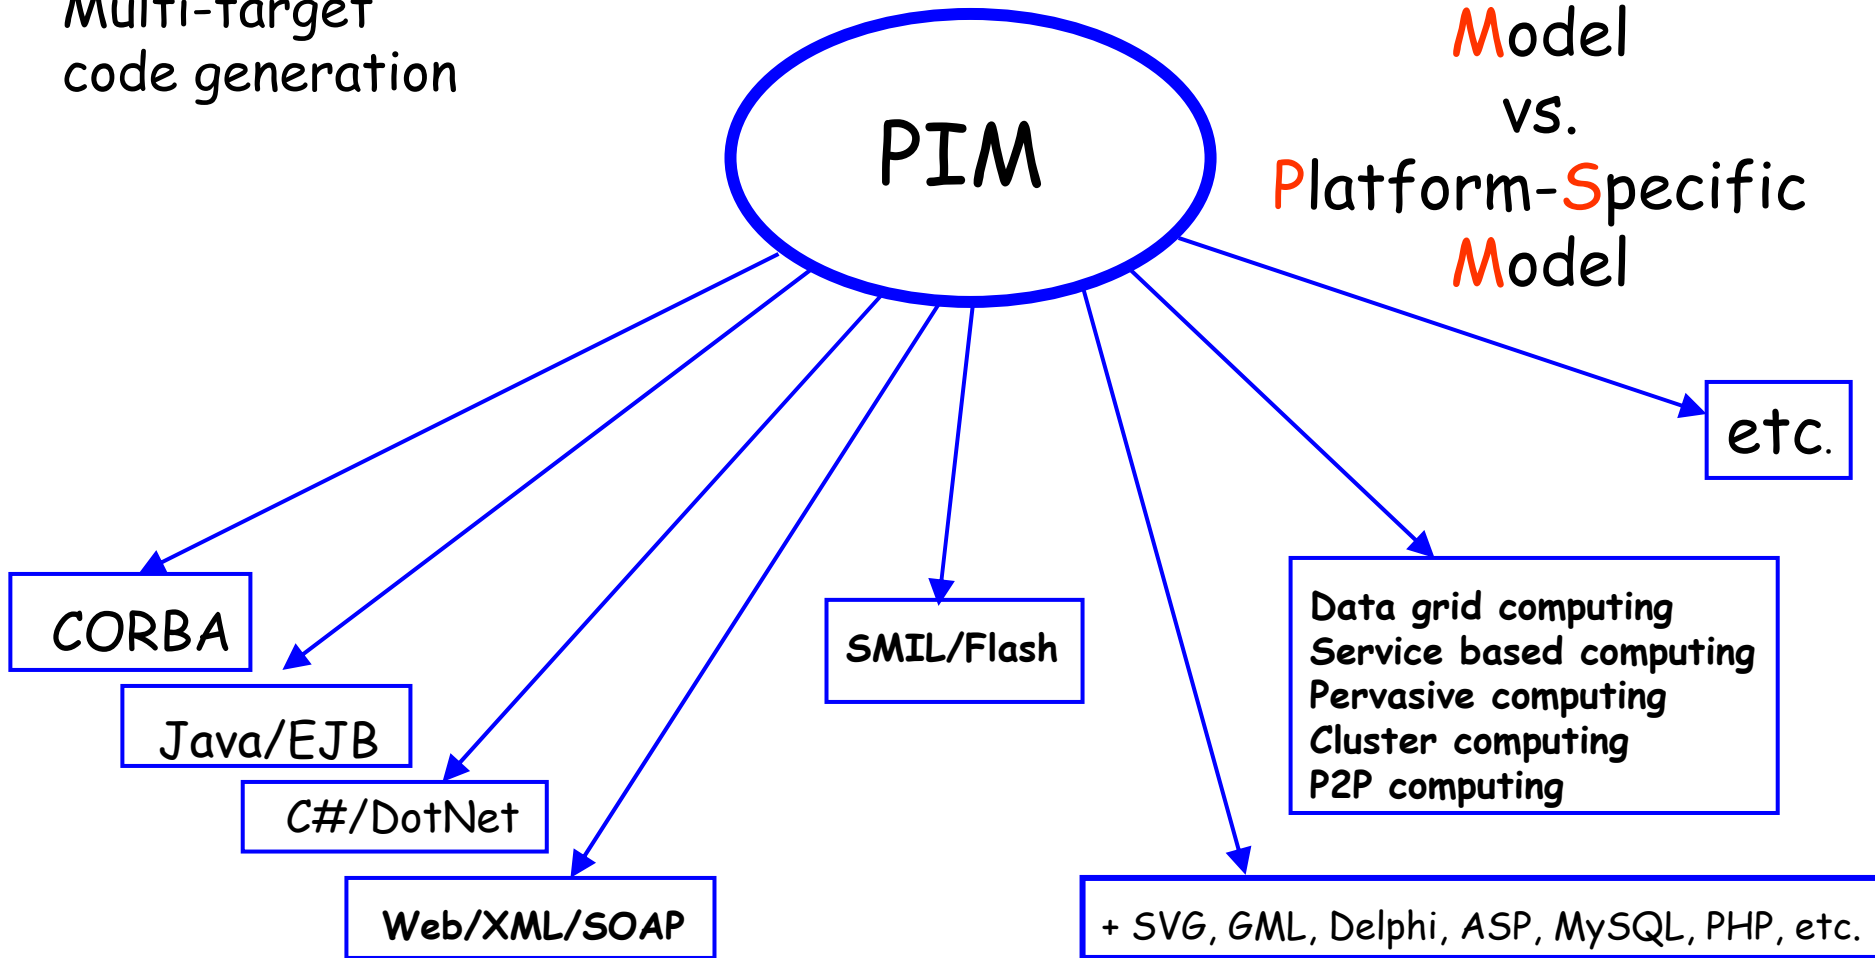 Multi-target
code generation
PIM
Model
vs.
Platform-Specific
Model
etc.
CORBA
Java/EJB
C#/DotNet
Web/XML/SOAP
SMIL/Flash
Data grid computing
Service based computing
Pervasive computing
Cluster computing
P2P computing
+ SVG, GML, Delphi, ASP, MySQL, PHP, etc.